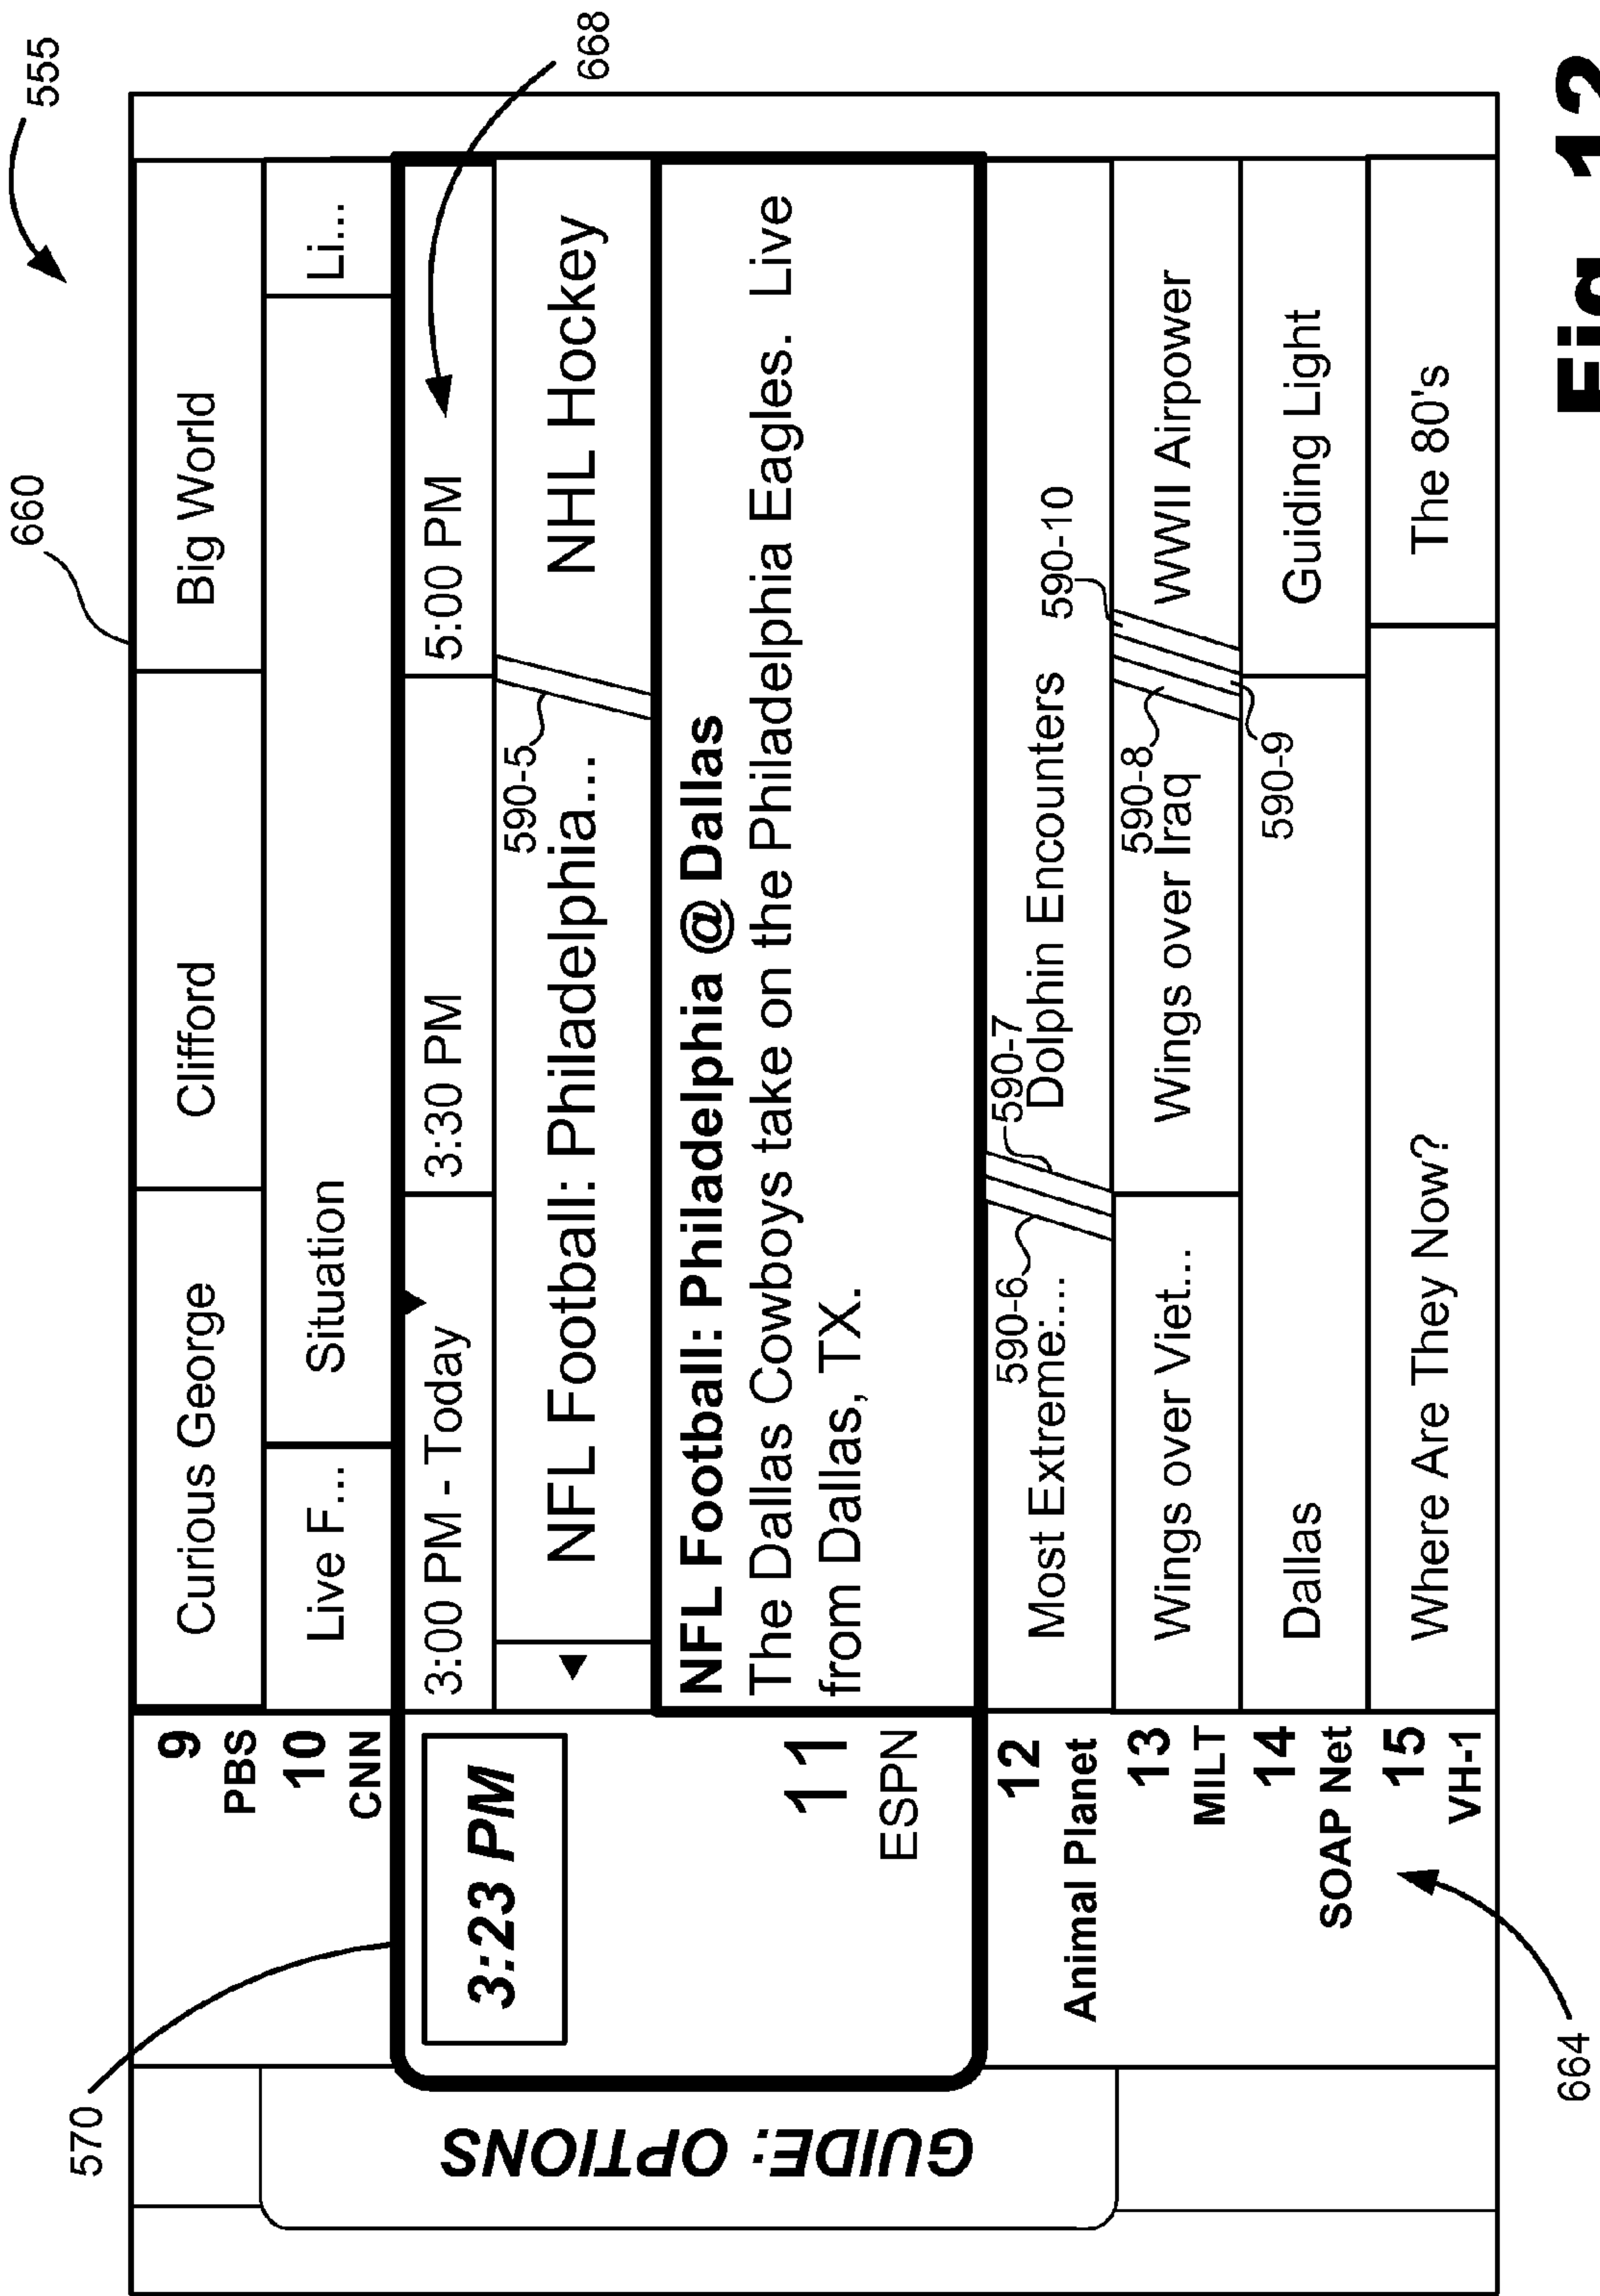 555
660
668
570
GUIDE: OPTIONS
9
PBS
Curious George
Clifford
Big World
10
CNN
Live F...
Situation
Li...
3:23 PM
3:00 PM - Today
3:30 PM
5:00 PM
NFL Football: Philadelphia...
590-5
NHL Hockey
11
ESPN
NFL Football: Philadelphia @ Dallas
The Dallas Cowboys take on the Philadelphia Eagles. Live
from Dallas, TX.
590-6
590-7
590-10
12
Animal Planet
Most Extreme:...
Dolphin Encounters
590-8
13
MILT
Wings over Viet...
Wings over Iraq
WWII Airpower
590-9
14
SOAP Net
Dallas
Guiding Light
15
VH-1
Where Are They Now?
The 80's
664
Fig. 12